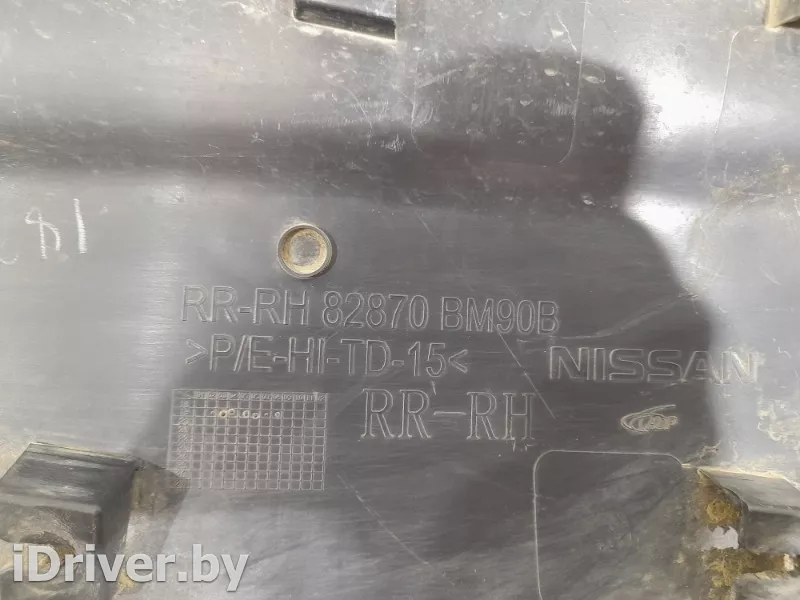 RR-RH 82870 BM90B
>P/E-HI-TD-15<
NISSAN
RR-RH
iDriver.by